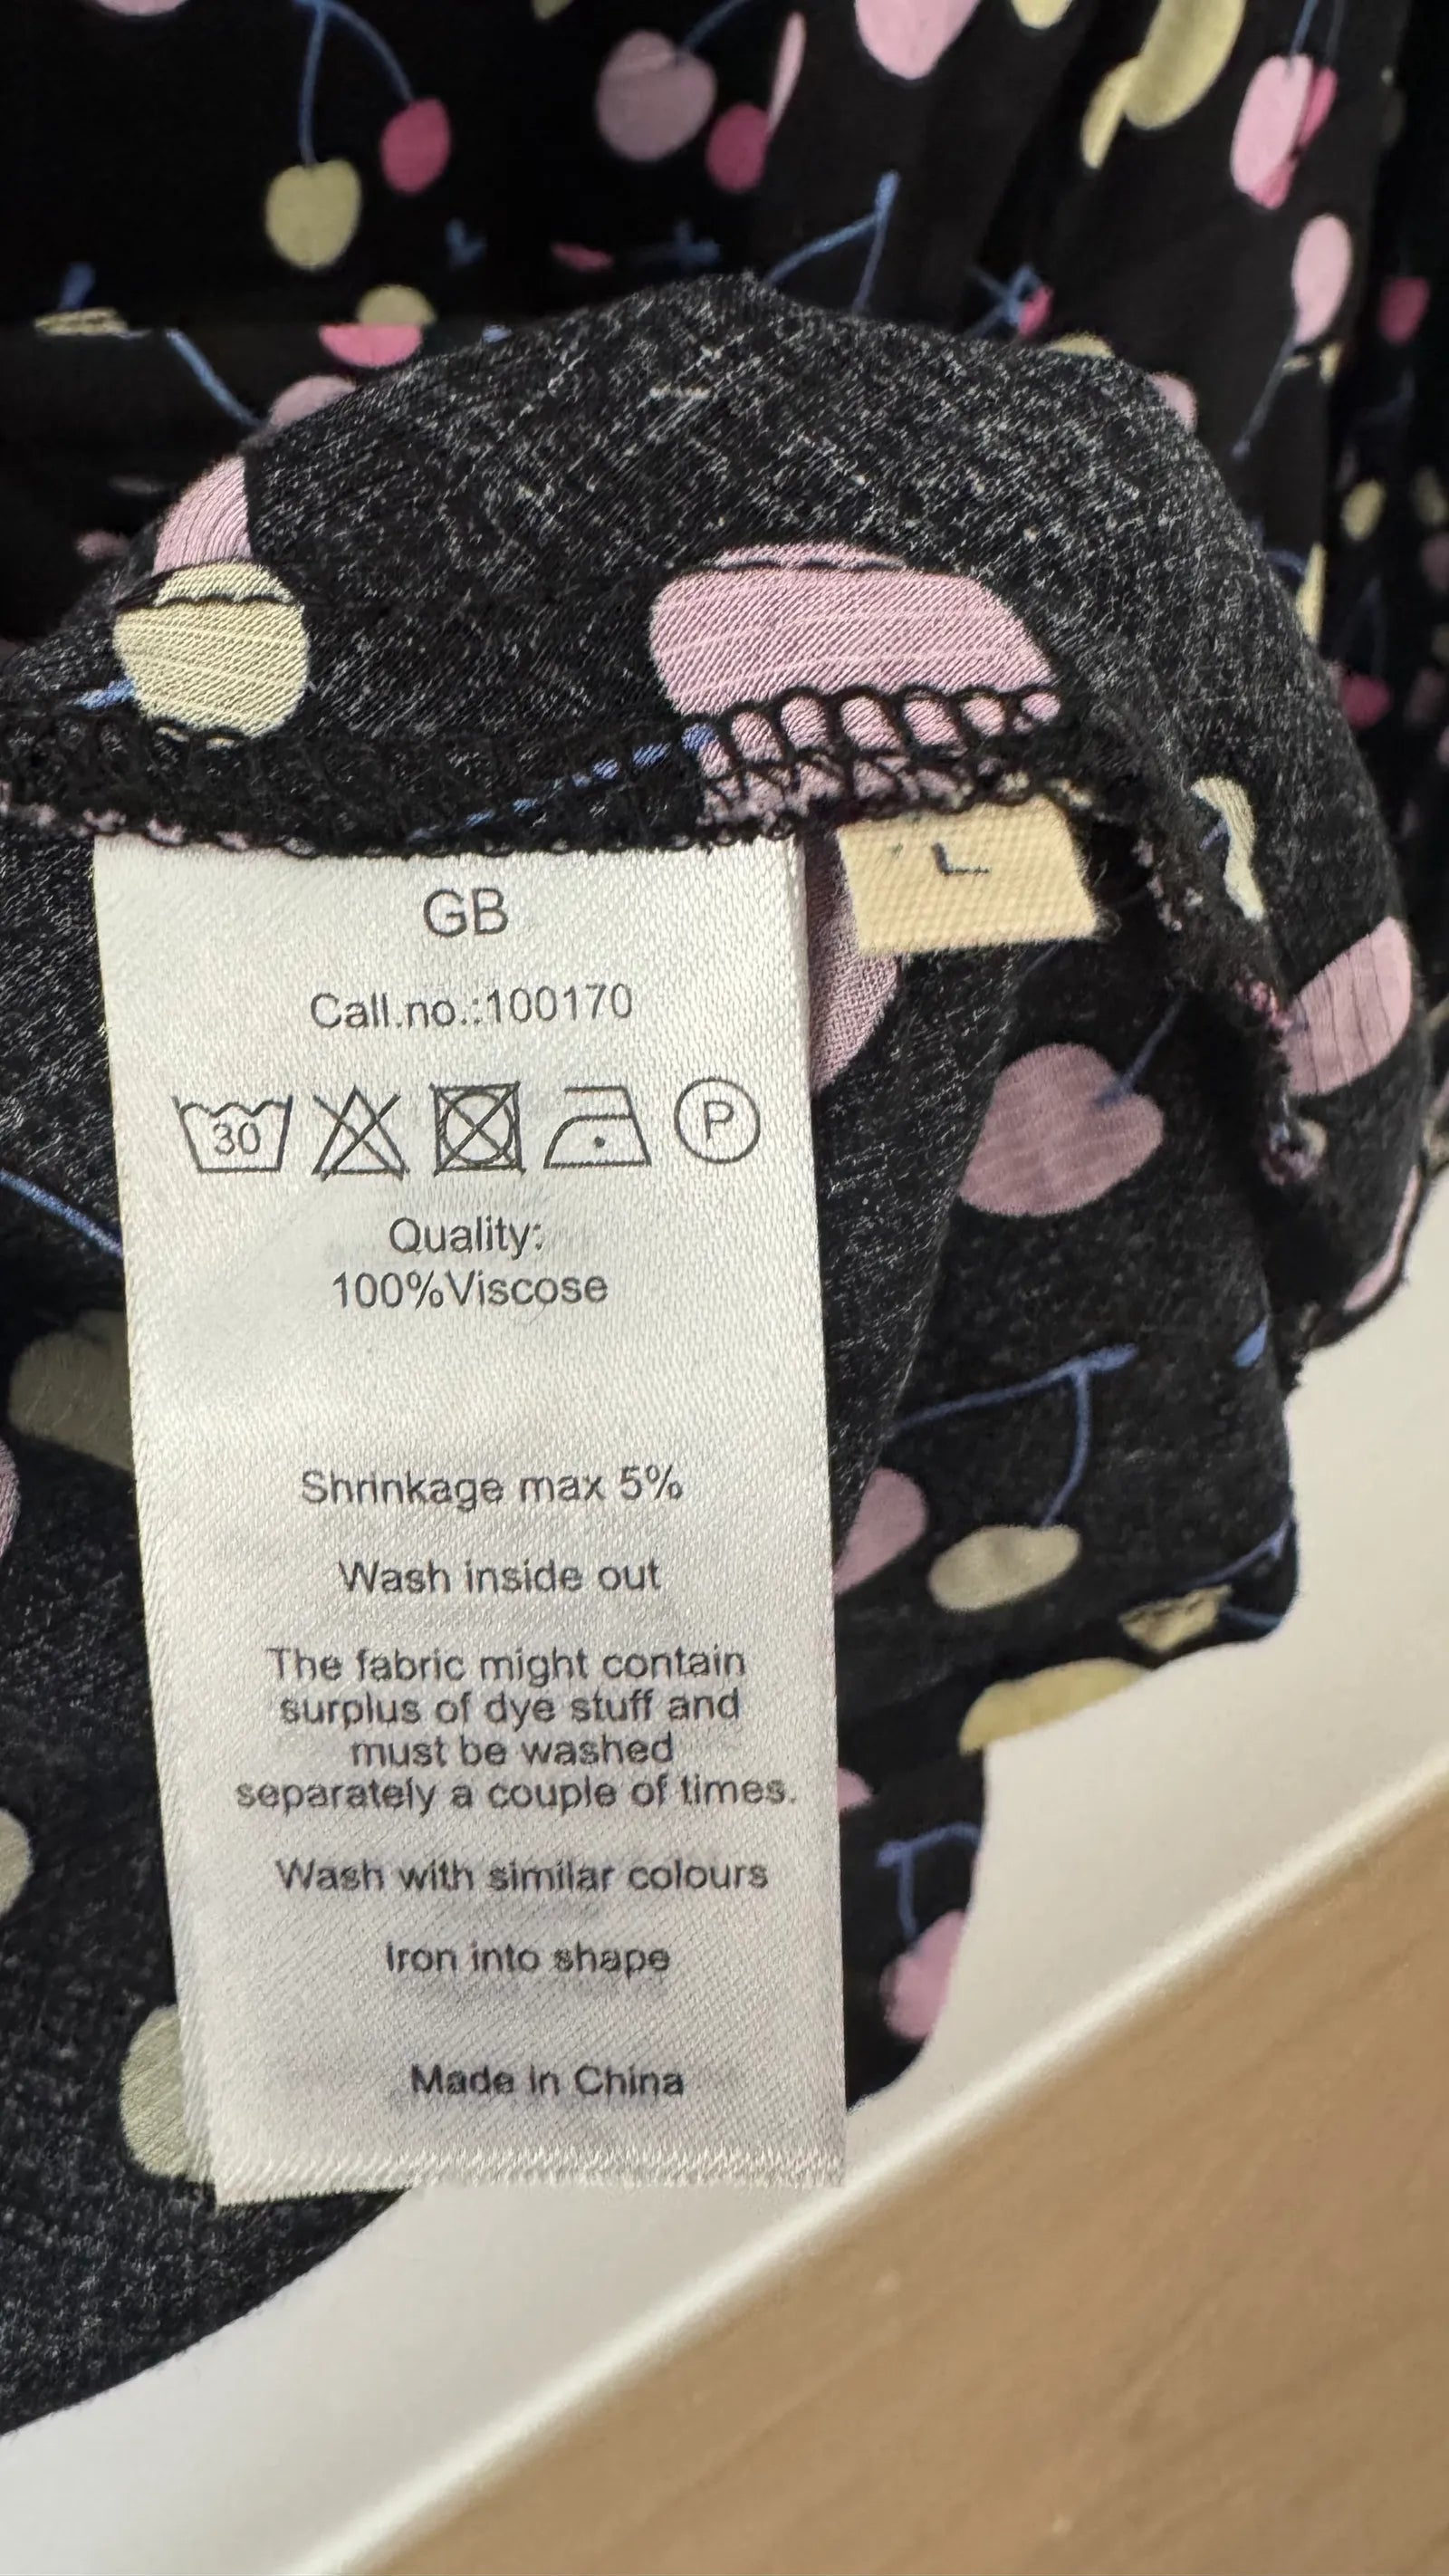 GB
L
Call.no.:100170
30
P
Quality:
100%Viscose
Shrinkage max 5%
Wash inside out
The fabric might contain
surplus of dye stuff and
must be washed
separately a couple of times.
Wash with similar colours
Iron into shape
Made in China